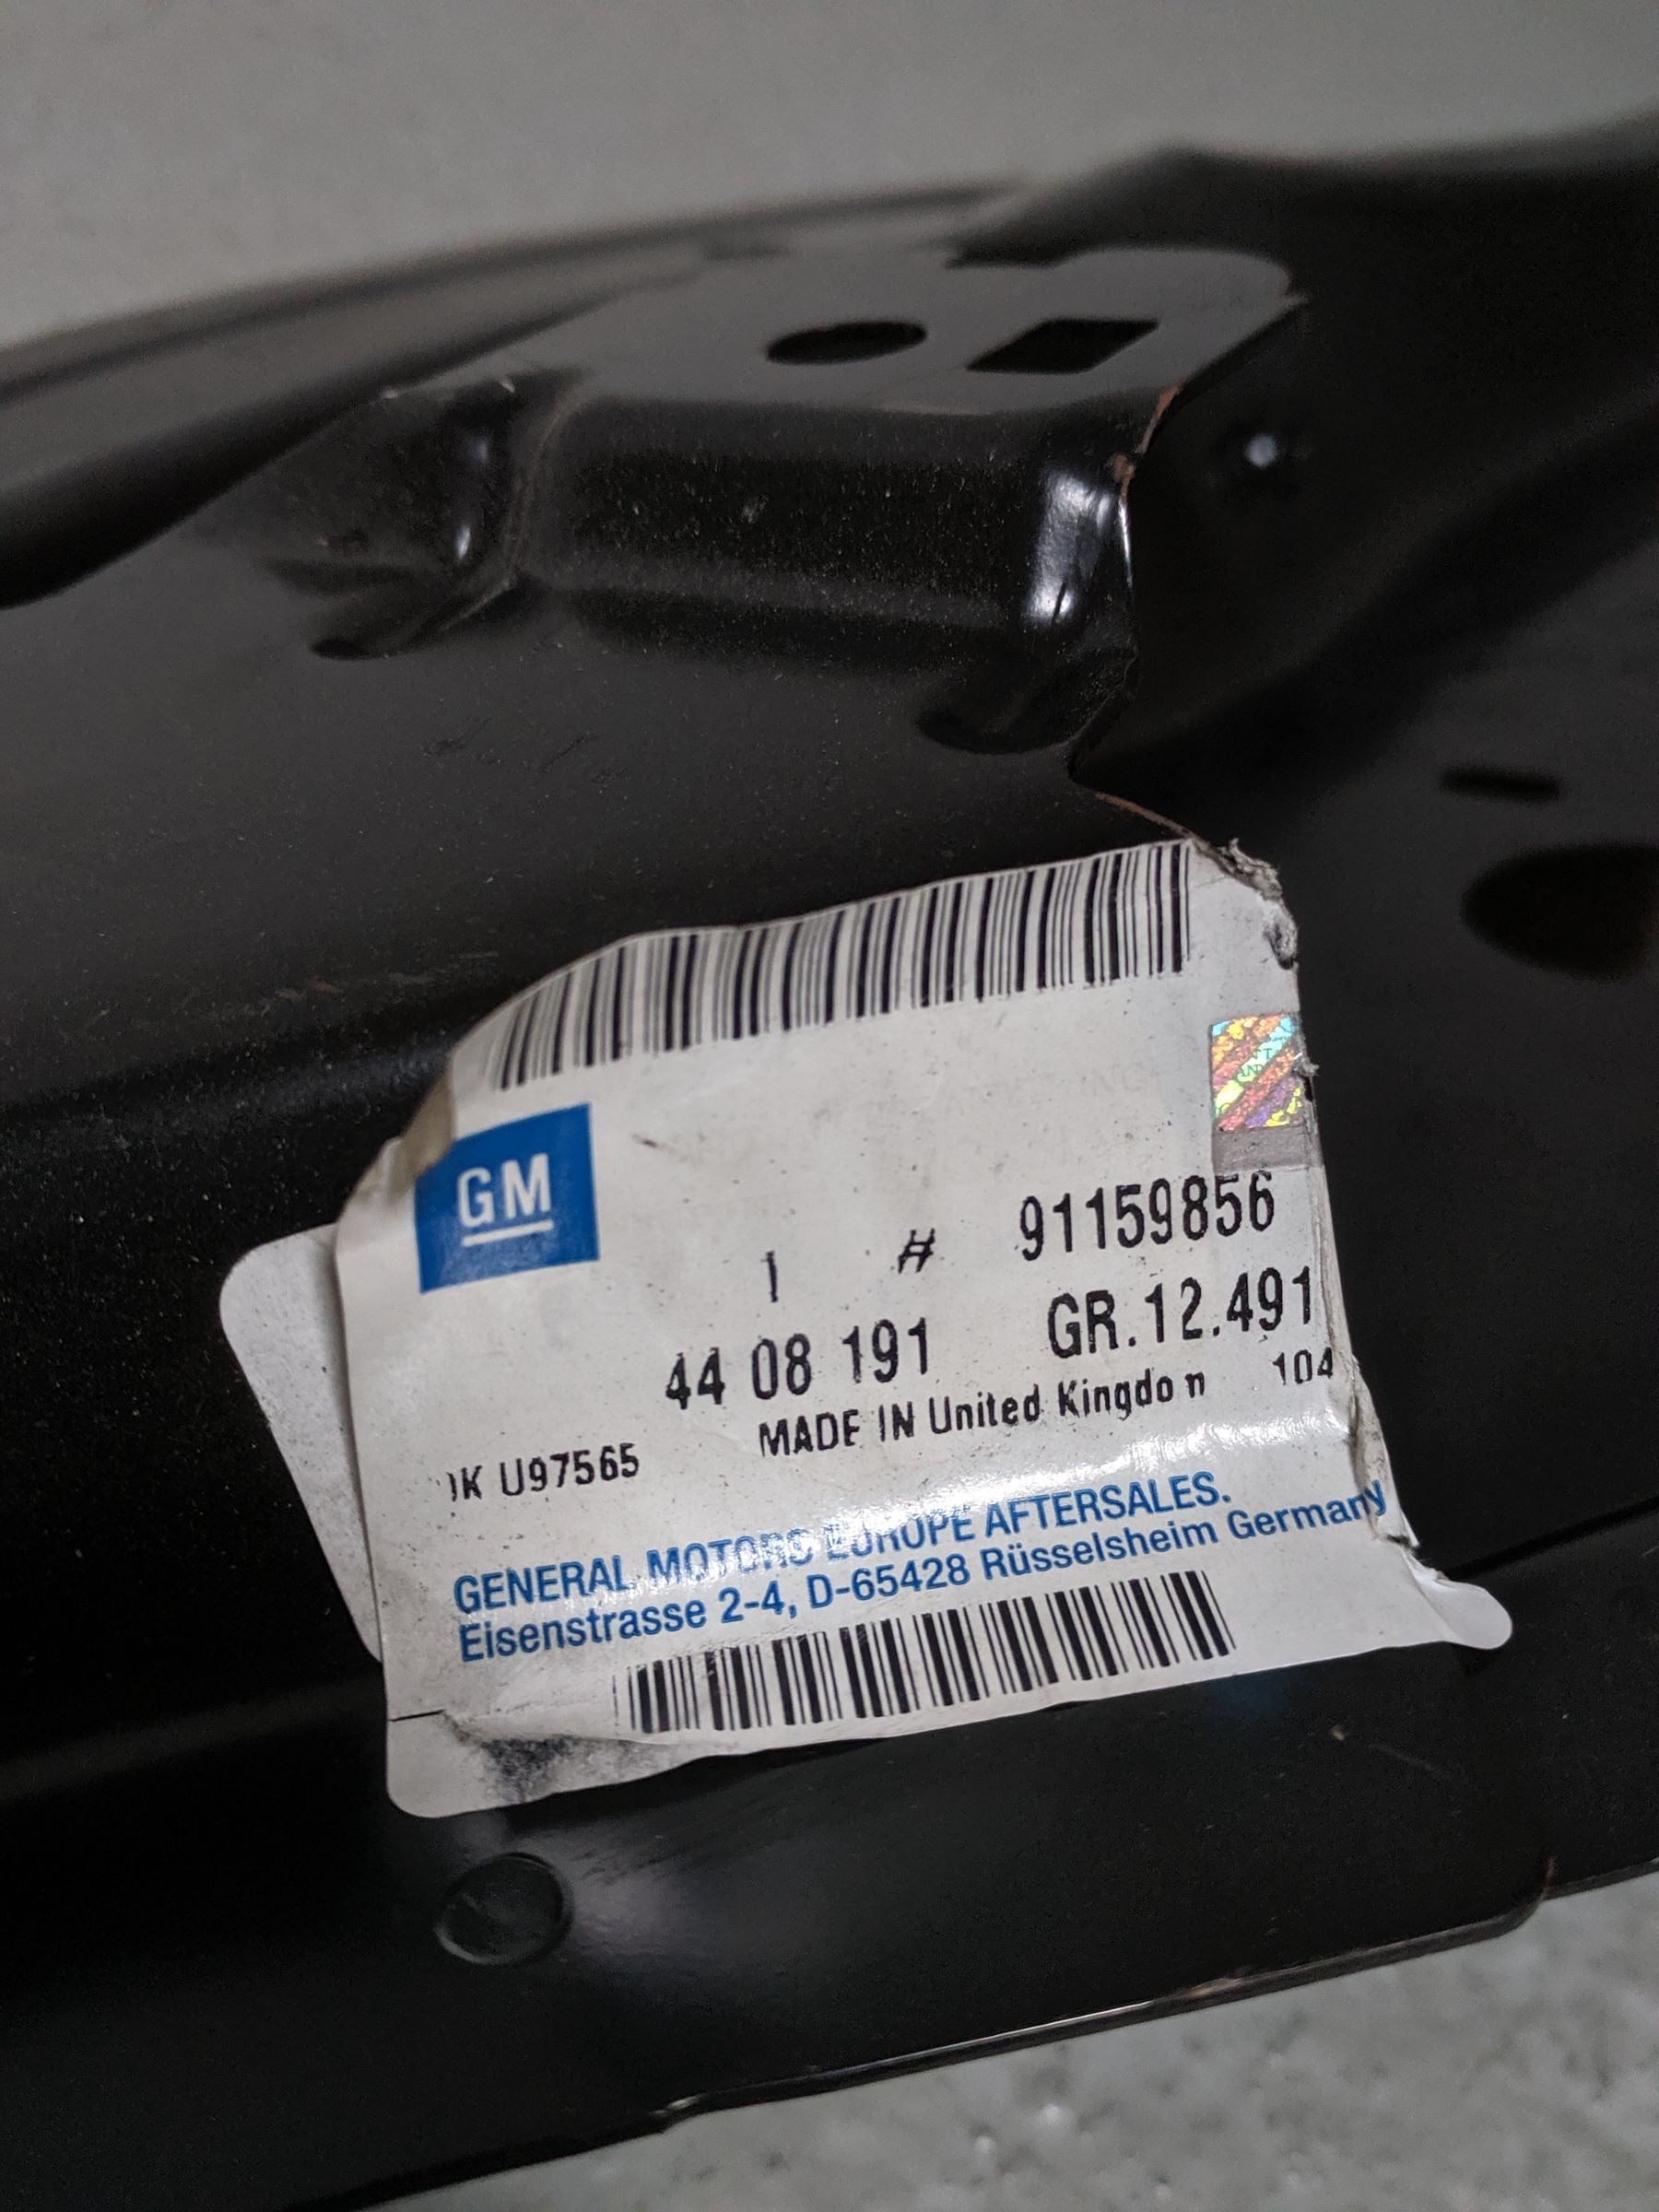 GM
1 # 91159856
44 08 191 GR.12.491
MADE IN United Kingdon 104
K U97565
GENERAL MOTORS EUROPE AFTERSALES.
Eisenstrasse 2-4, D-65428 Rüsselsheim Germany